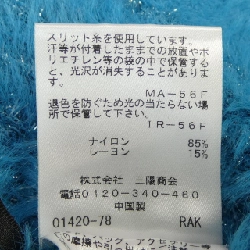 スリット糸を使用しています。
汗等が付着したままでの放置やポ
リエチレン等の袋の中で保管する
と、光沢が消失することがありま
す。
MA-56F
退色を防ぐため光の当たらない場
所で保管して下さい。
TR-56F
ナイロン 85%
レーヨン 15%
株式会社 三陽商会
電話0120-340-460
中国製
01420-78 RAK